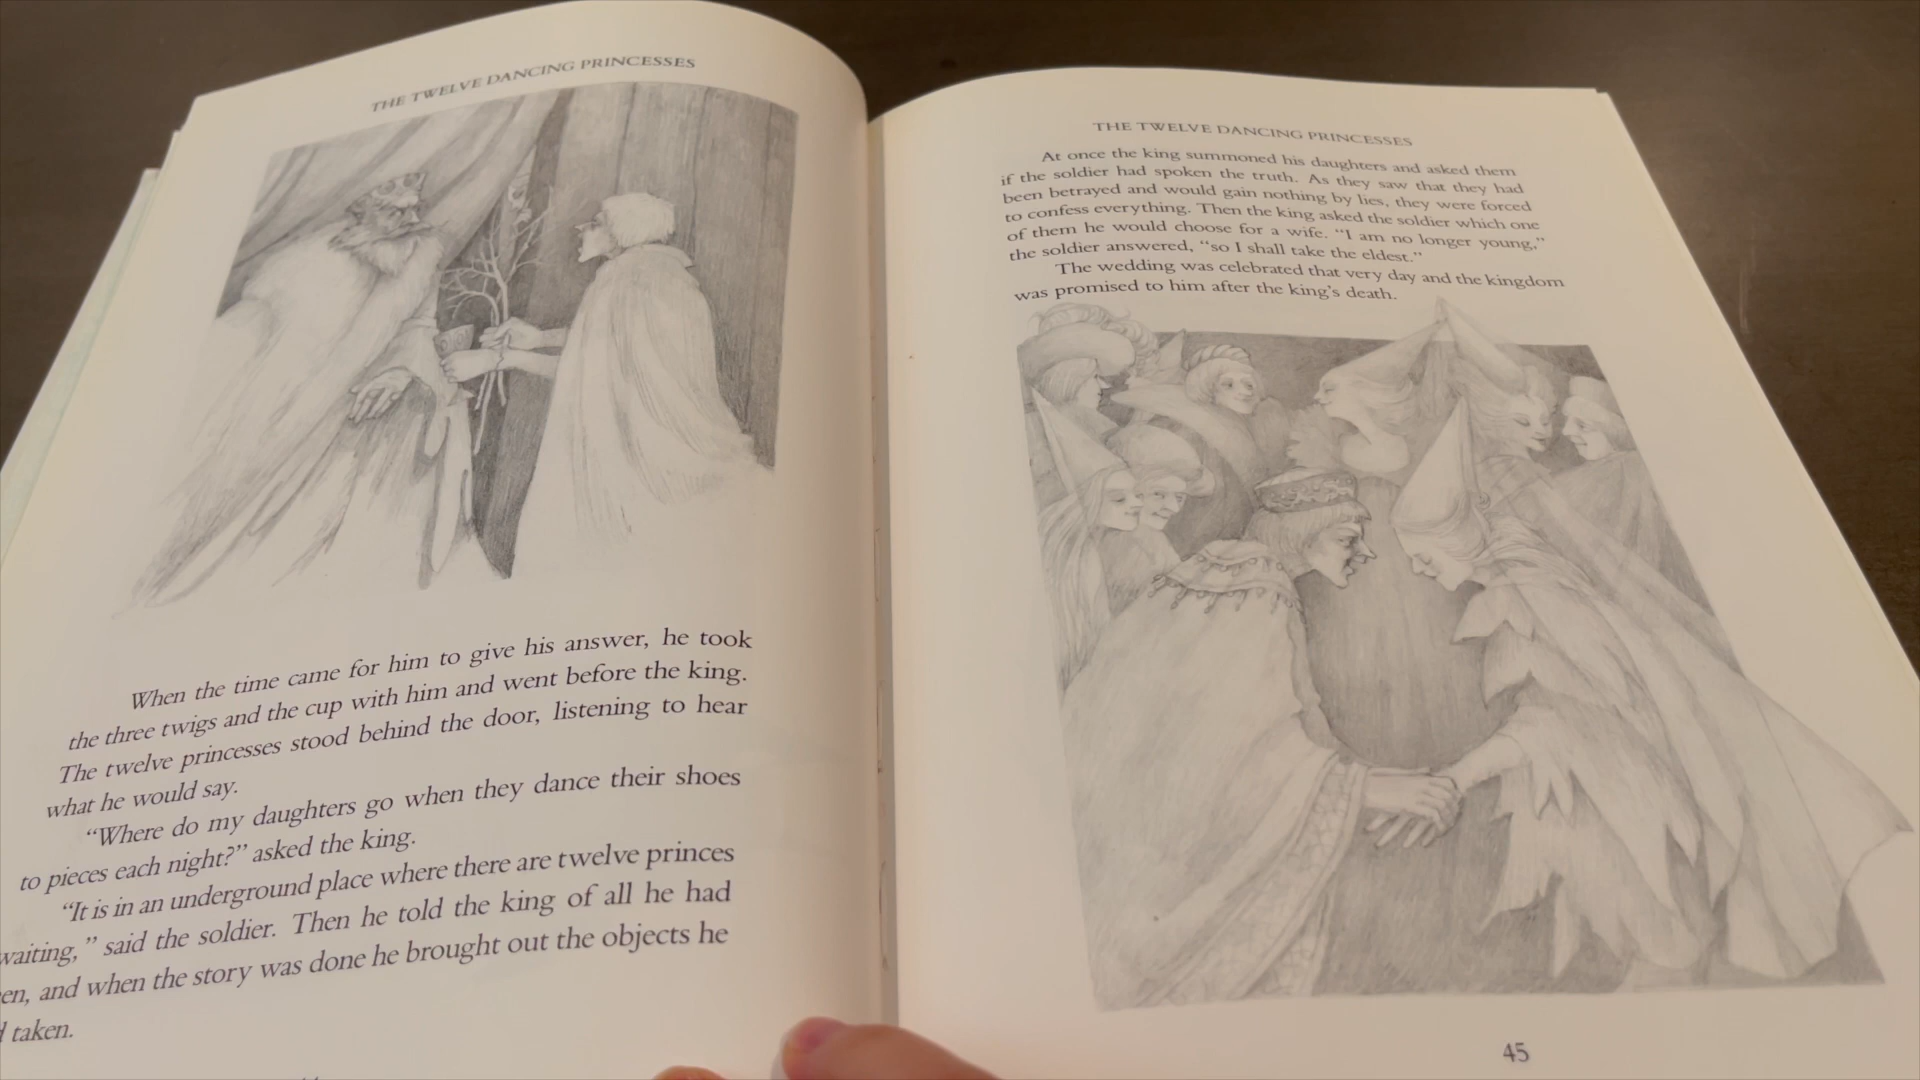 THE TWELVE DANCING PRINCESSES
When the time came for him to give his answer, he took
the three twigs and the cup with him and went before the king.
The twelve princesses stood behind the door, listening to hear
what he would say.
“Where do my daughters go when they dance their shoes
to pieces each night?” asked the king.
“It is in an underground place where there are twelve princes
waiting,” said the soldier. Then he told the king of all he had
and when the story was done he brought out the objects he
taken.
THE TWELVE DANCING PRINCESSES
At once the king summoned his daughters and asked them
if the soldier had spoken the truth. As they saw that they had
been betrayed and would gain nothing by lies, they were forced
to confess everything. Then the king asked the soldier which one
of them he would choose for a wife. “I am no longer young,”
the soldier answered, “so I shall take the eldest.”
The wedding was celebrated that very day and the kingdom
was promised to him after the king’s death.
45